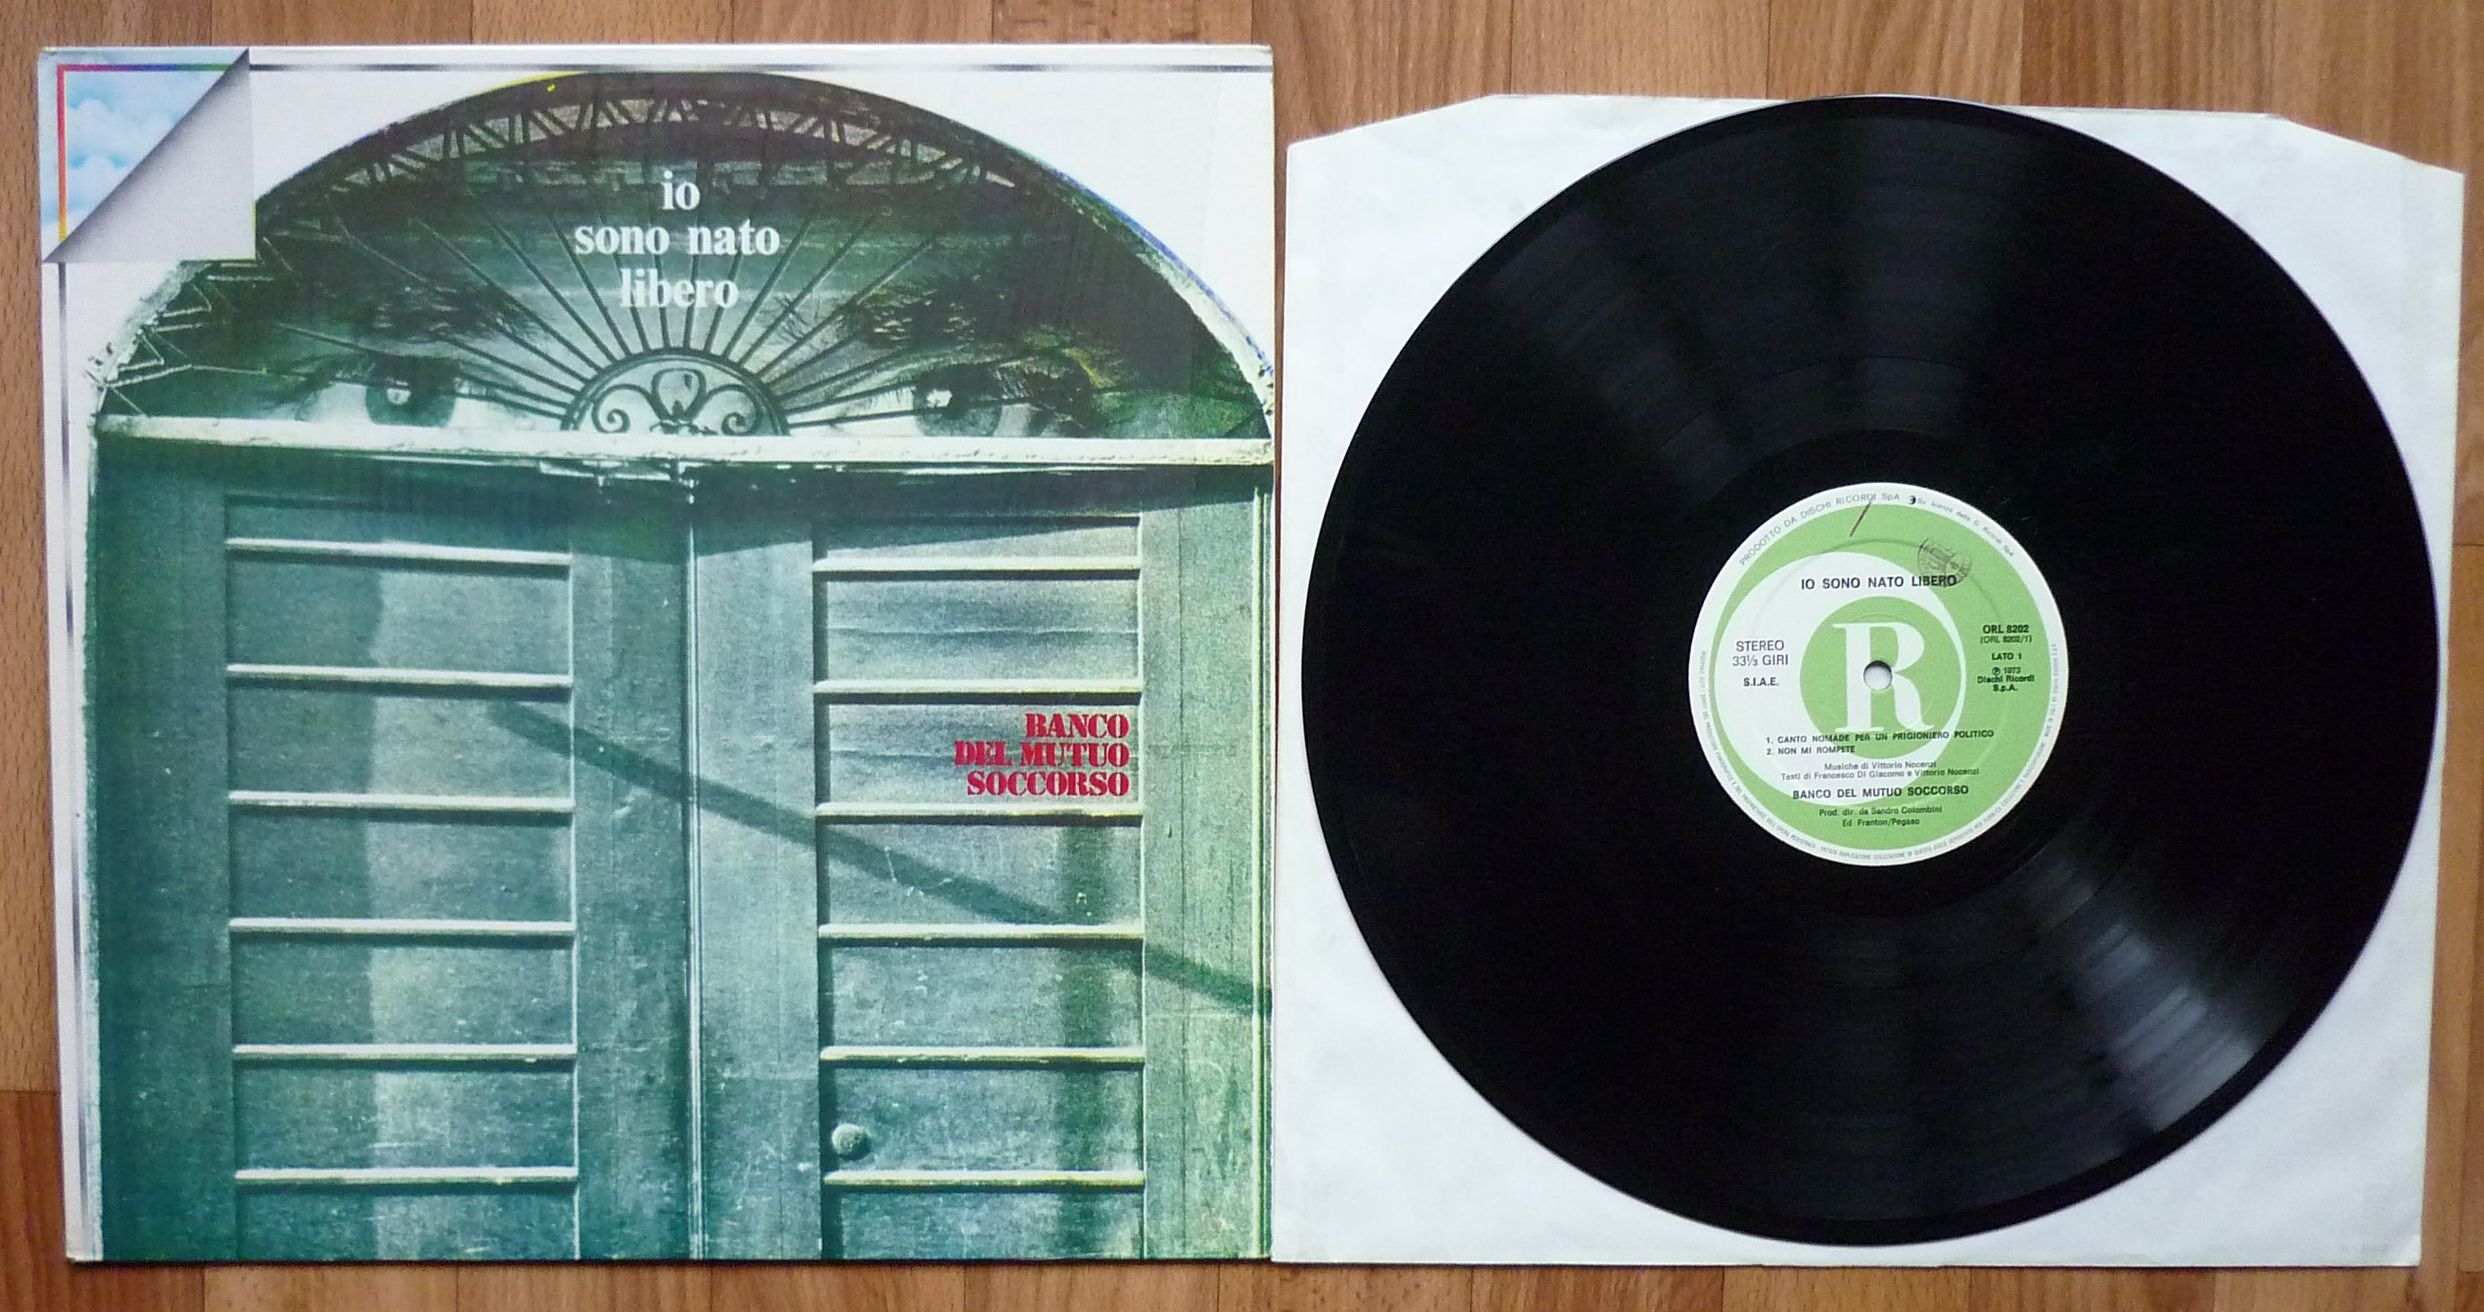 io
sono nato
libero
BANCO
DEL MUTUO
SOCCORSO
PRODOTTO DA DISCHI RICORDI SpA
IO SONO NATO LIBERO
STEREO
33⅓ GIRI
S.I.A.E.
ORL 8202
(ORL 8202/1)
LATO 1
℗ 1973
Dischi Ricordi
S.p.A.
R
1. CANTO NOMADE PER UN PRIGIONIERO POLITICO
2. NON MI ROMPETE
Musiche di Vittorio Nocenzi
Testi di Francesco Di Giacomo e Vittorio Nocenzi
BANCO DEL MUTUO SOCCORSO
Prod. dir. da Sandro Colombini
Ed. Franton/Pegaso